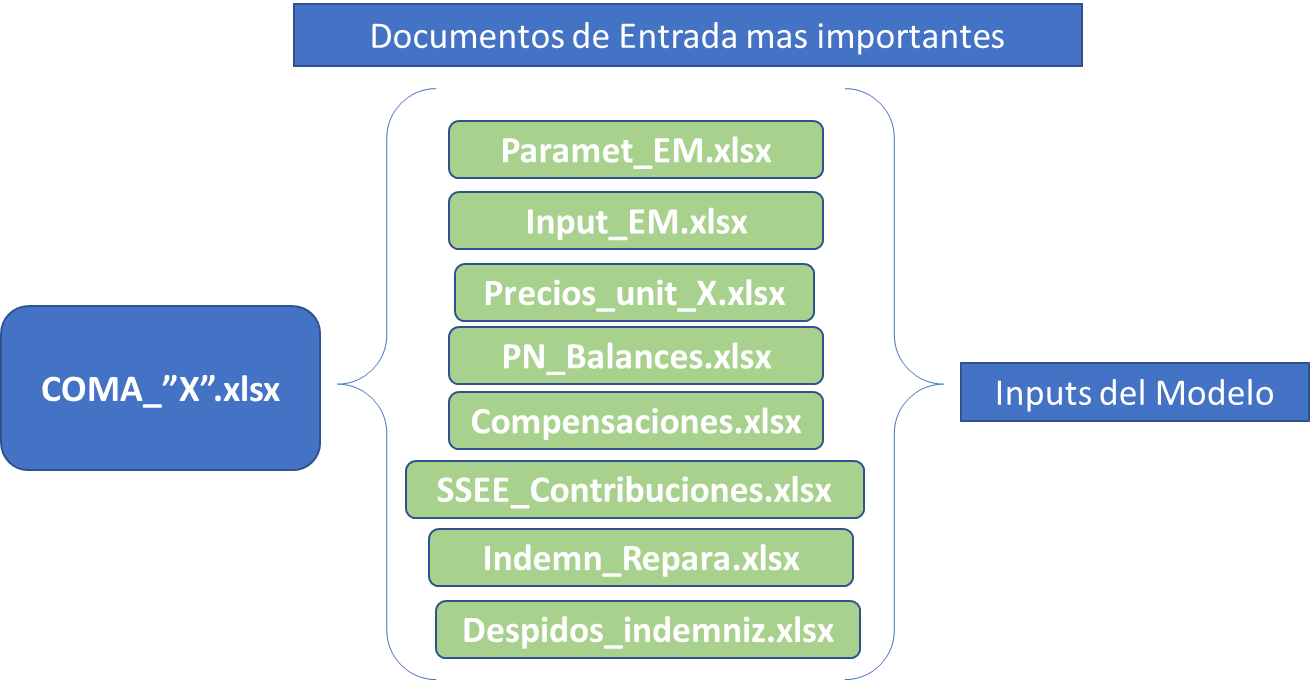 Documentos de Entrada mas importantes
Paramet_EM.xlsx
Input_EM.xlsx
Precios_unit_X.xlsx
PN_Balances.xlsx
COMA_”X”.xlsx
Inputs del Modelo
Compensaciones.xlsx
SSEE_Contribuciones.xlsx
Indemn_Repara.xlsx
Despidos_indemniz.xlsx